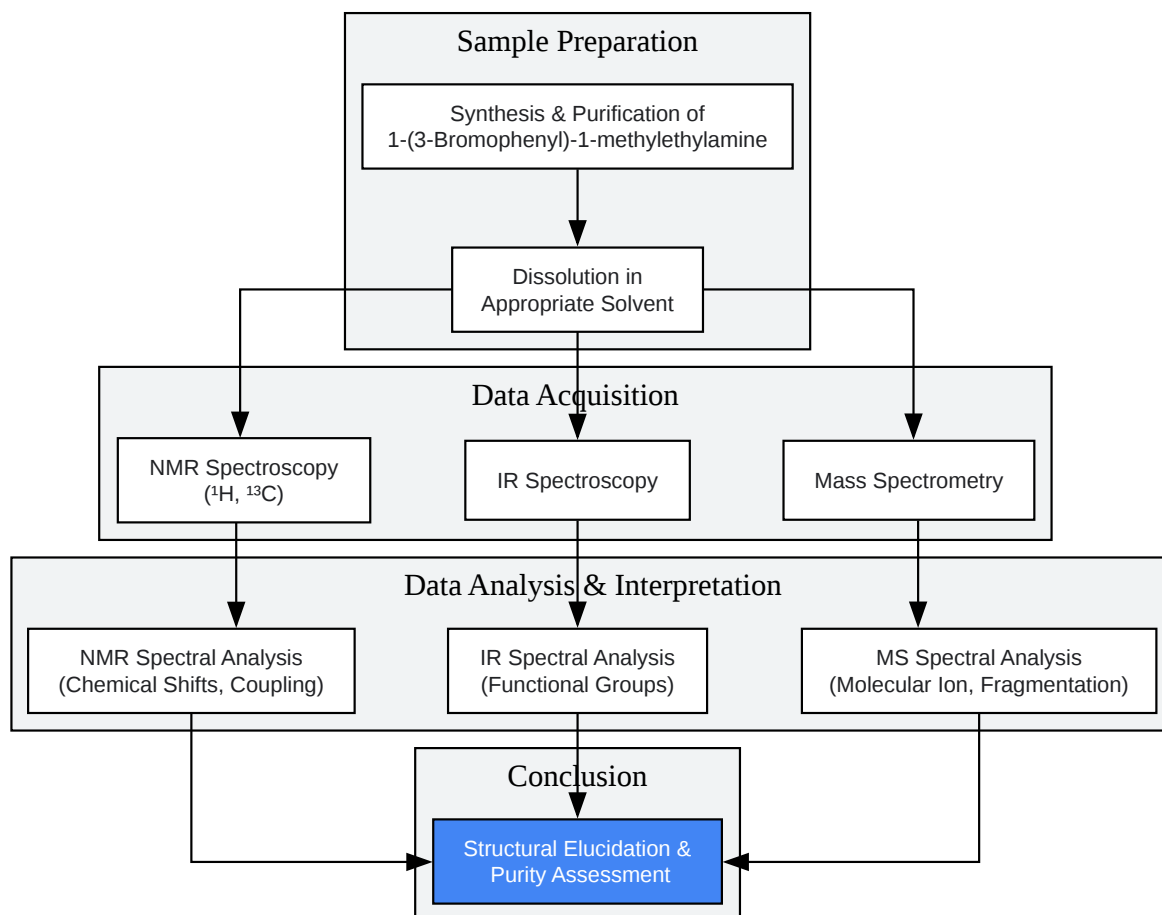 Sample Preparation
Synthesis & Purification of
1-(3-Bromophenyl)-1-methylethylamine
Dissolution in
Appropriate Solvent
Data Acquisition
NMR Spectroscopy
(¹H, ¹³C)
IR Spectroscopy
Mass Spectrometry
Data Analysis & Interpretation
NMR Spectral Analysis
(Chemical Shifts, Coupling)
IR Spectral Analysis
(Functional Groups)
MS Spectral Analysis
(Molecular Ion, Fragmentation)
Conclusion
Structural Elucidation &
Purity Assessment